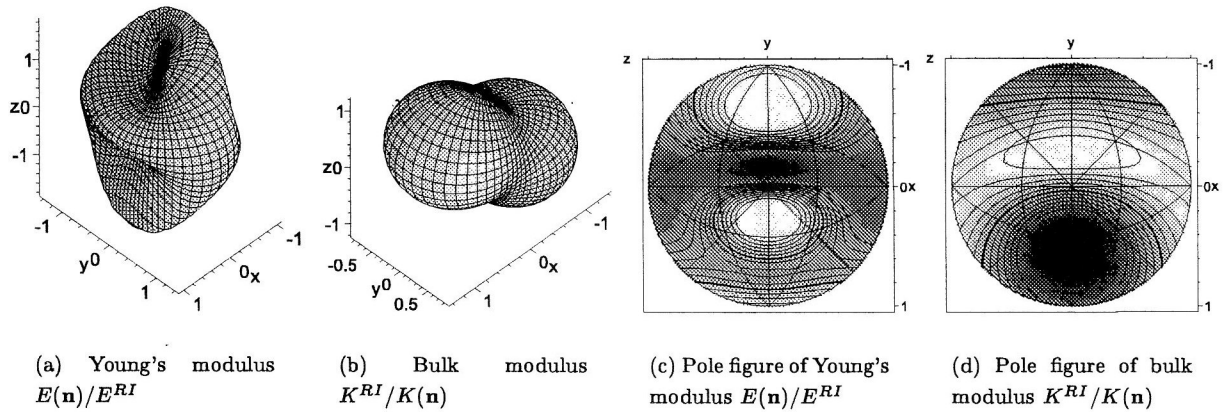 1
z0
-1
-1
y0
1
1
0x
-1
1
z0
-1
-0.5
y0
0.5
1
0x
-1
z
y
-1
0x
1
z
y
-1
0x
1
(a) Young's modulus
E(n)/E^{RI}
(b) Bulk modulus
K^{RI}/K(n)
(c) Pole figure of Young's
modulus E(n)/E^{RI}
(d) Pole figure of bulk
modulus K^{RI}/K(n)